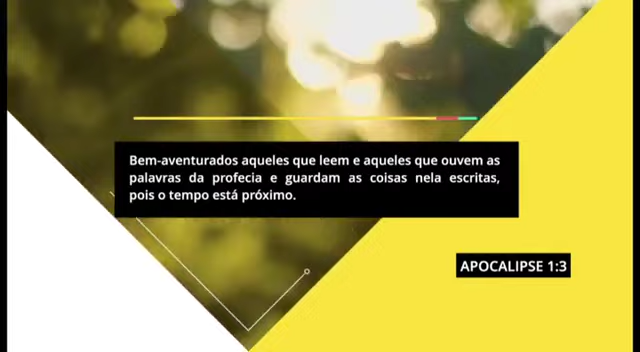 Bem-aventurados aqueles que leem e aqueles que ouvem as
palavras da profecia e guardam as coisas nela escritas,
pois o tempo está próximo.
APOCALIPSE 1:3